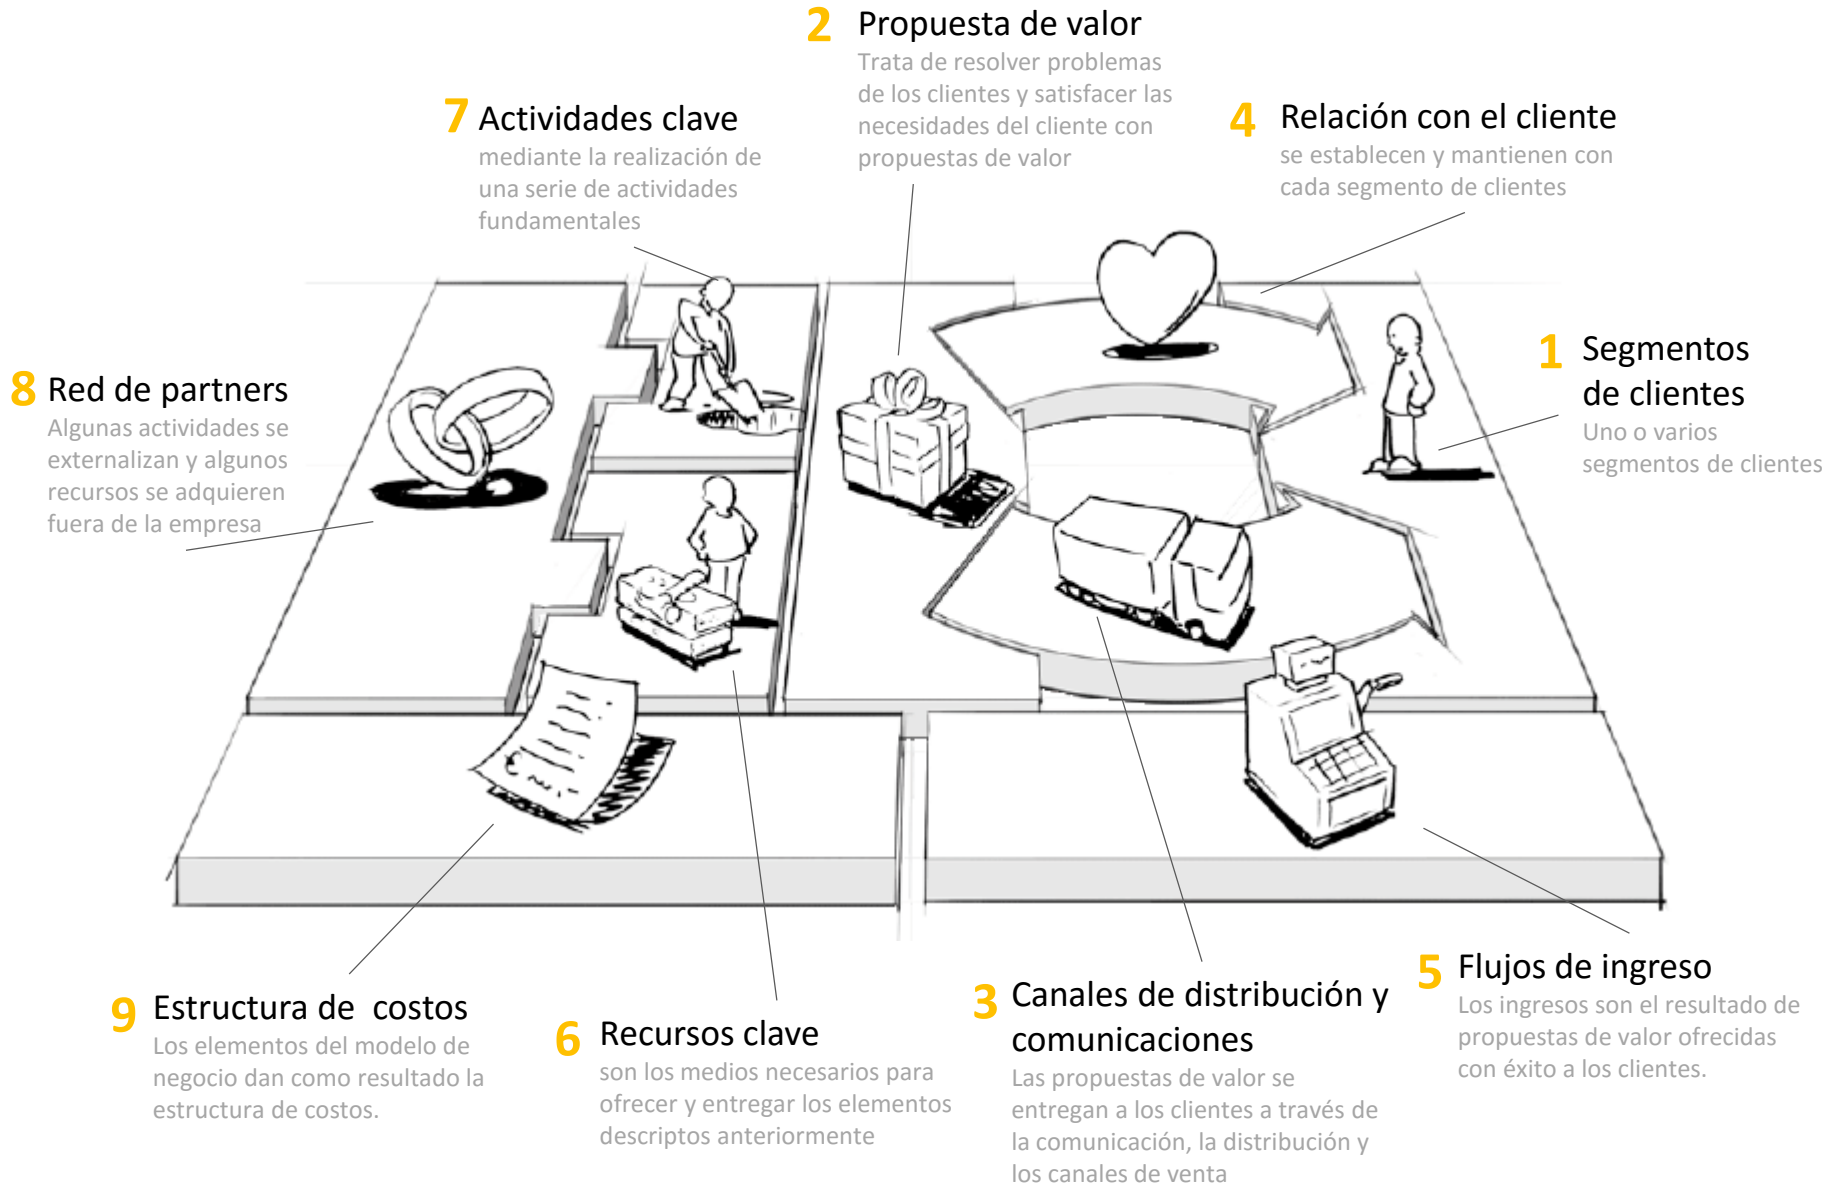 2 Propuesta de valor
Trata de resolver problemas
de los clientes y satisfacer las
necesidades del cliente con
propuestas de valor
7 Actividades clave
mediante la realización de
una serie de actividades
fundamentales
4 Relación con el cliente
se establecen y mantienen con
cada segmento de clientes
1 Segmentos
de clientes
Uno o varios
segmentos de clientes
8 Red de partners
Algunas actividades se
externalizan y algunos
recursos se adquieren
fuera de la empresa
9 Estructura de costos
Los elementos del modelo de
negocio dan como resultado la
estructura de costos.
6 Recursos clave
son los medios necesarios para
ofrecer y entregar los elementos
descriptos anteriormente
3 Canales de distribución y
comunicaciones
Las propuestas de valor se
entregan a los clientes a través de
la comunicación, la distribución y
los canales de venta
5 Flujos de ingreso
Los ingresos son el resultado de
propuestas de valor ofrecidas
con éxito a los clientes.